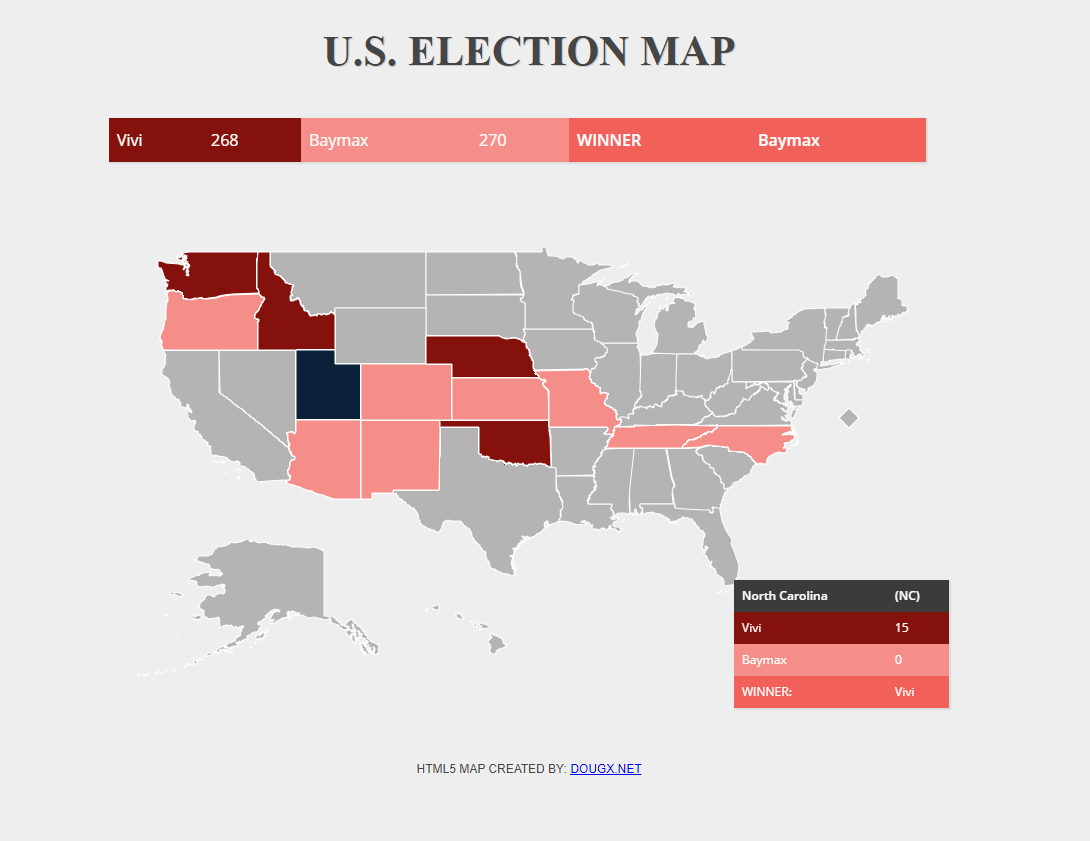 U.S. ELECTION MAP
Vivi 268 Baymax 270 WINNER Baymax
North Carolina (NC)
Vivi 15
Baymax 0
WINNER: Vivi
HTML5 MAP CREATED BY: DOUGX.NET